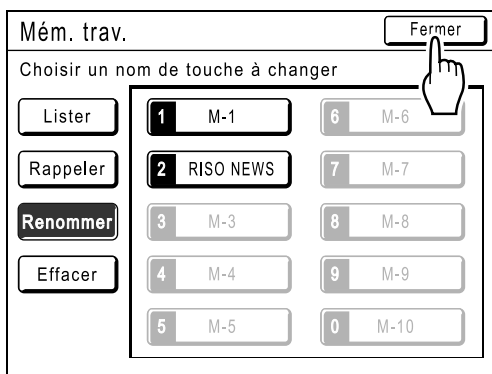 Mém. trav.
Fermer
Choisir un nom de touche à changer
Lister
Rappeler
Renommer
Effacer
1 M-1
2 RISO NEWS
3 M-3
4 M-4
5 M-5
6 M-6
7 M-7
8 M-8
9 M-9
0 M-10